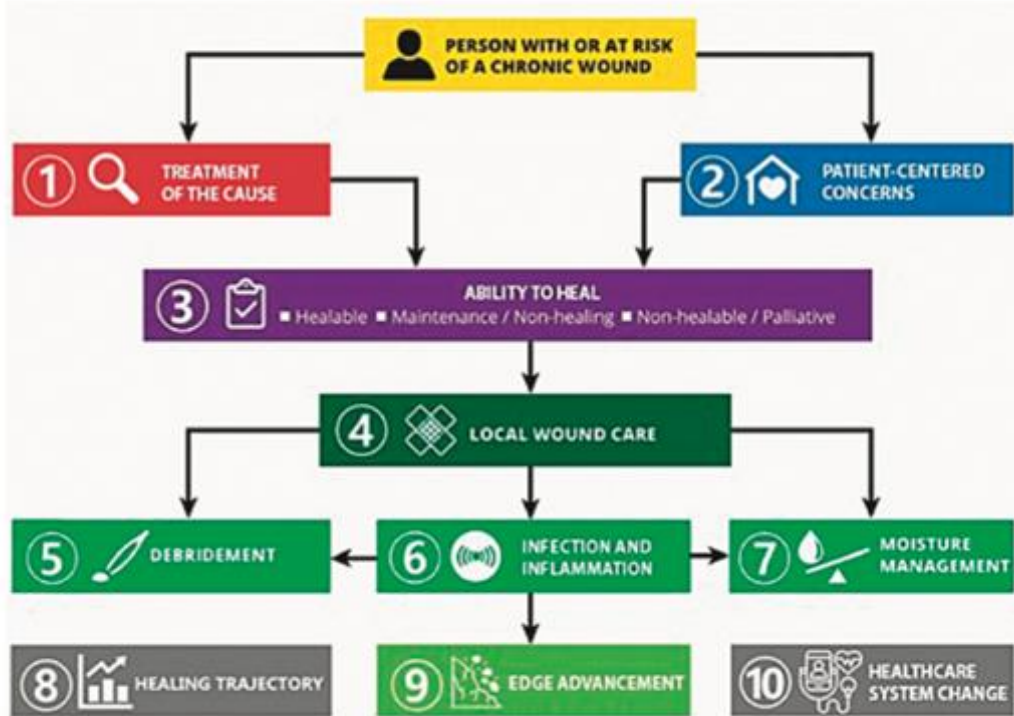 PERSON WITH OR AT RISK
OF A CHRONIC WOUND
1 TREATMENT
OF THE CAUSE
2 PATIENT-CENTERED
CONCERNS
3 ABILITY TO HEAL
■ Healable ■ Maintenance / Non-healing ■ Non-healable / Palliative
4 LOCAL WOUND CARE
5 DEBRIDEMENT
6 INFECTION AND
INFLAMMATION
7 MOISTURE
MANAGEMENT
8 HEALING TRAJECTORY
9 EDGE ADVANCEMENT
10 HEALTHCARE
SYSTEM CHANGE